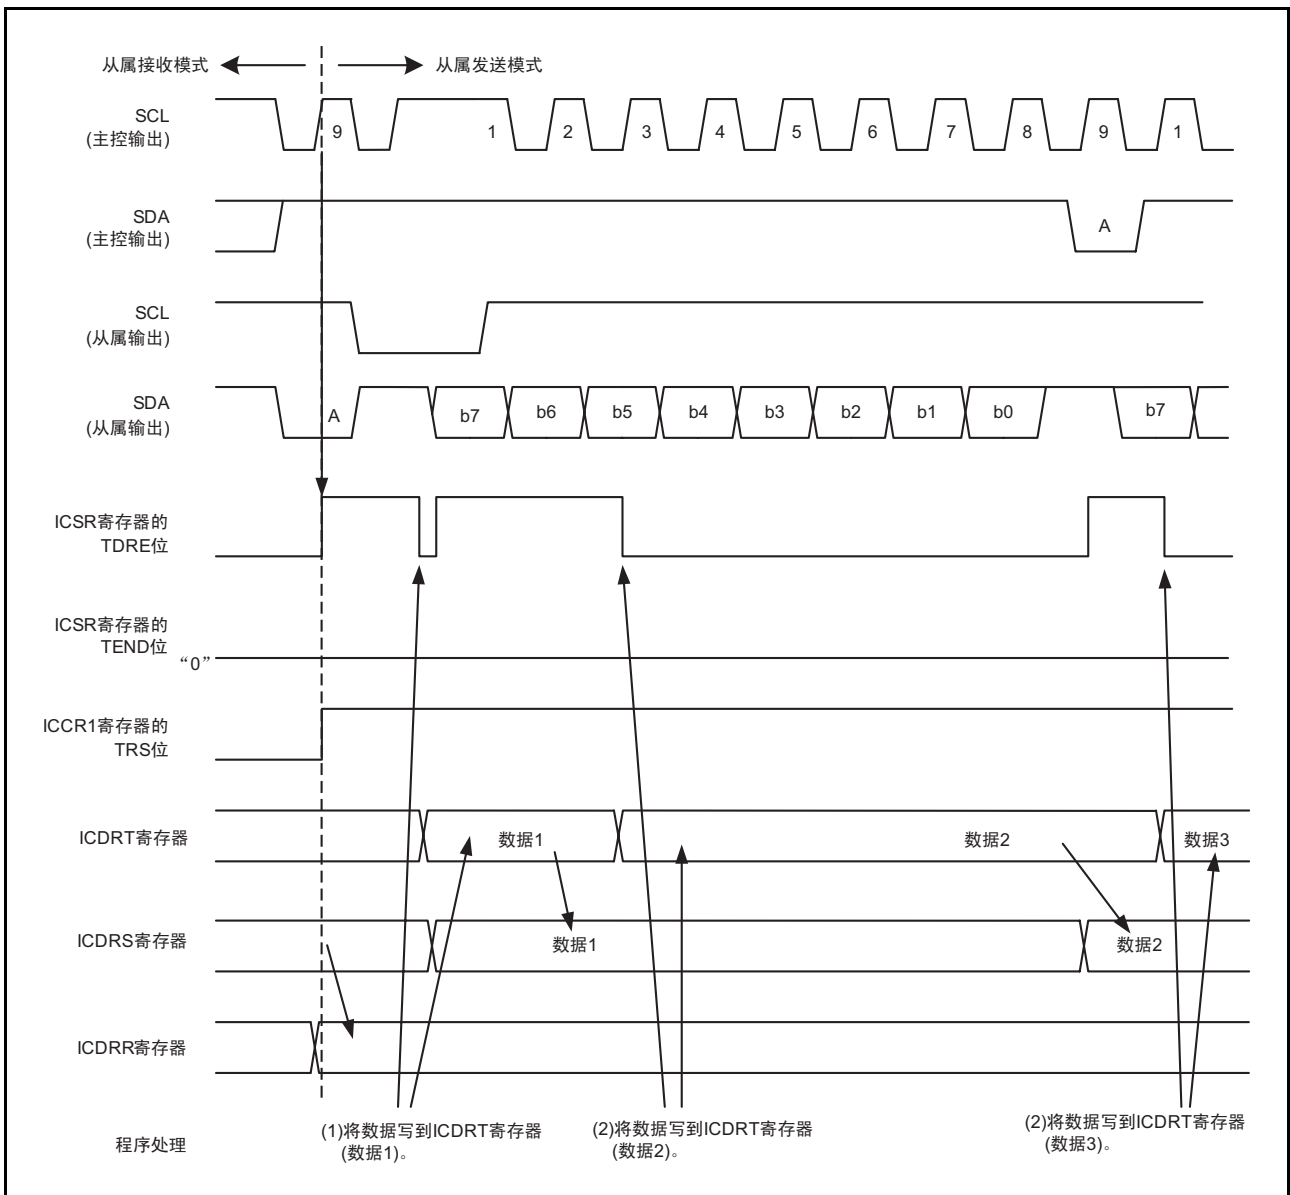 从属接收模式
从属发送模式
SCL
(主控输出)
9 1 2 3 4 5 6 7 8 9 1
SDA
(主控输出)
A
SCL
(从属输出)
SDA
(从属输出)
A b7 b6 b5 b4 b3 b2 b1 b0 b7
ICSR寄存器的
TDRE位
ICSR寄存器的
TEND位
“0”
ICCR1寄存器的
TRS位
ICDRT寄存器
数据1 数据2 数据3
ICDRS寄存器
数据1 数据2
ICDRR寄存器
程序处理
(1)将数据写到ICDRT寄存器
(数据1)。
(2)将数据写到ICDRT寄存器
(数据2)。
(2)将数据写到ICDRT寄存器
(数据3)。